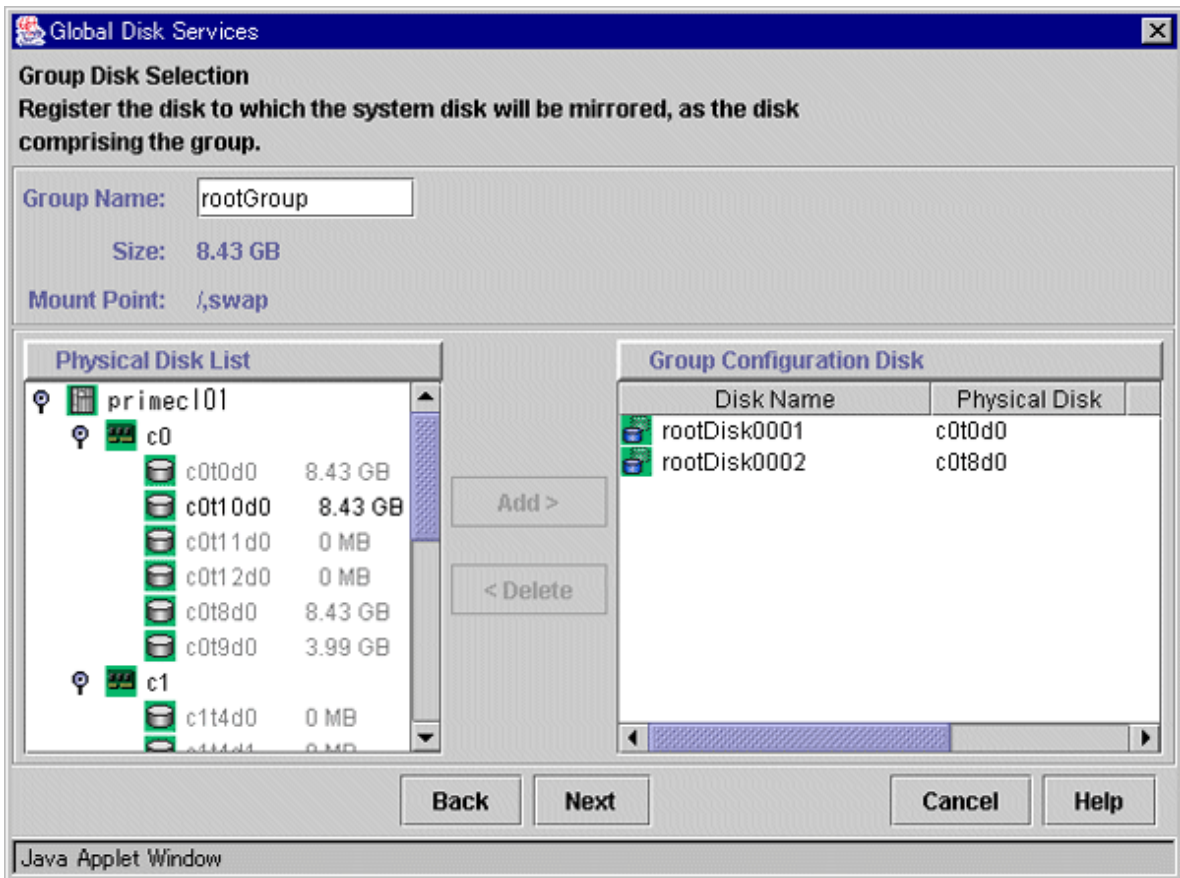 Global Disk Services
Group Disk Selection
Register the disk to which the system disk will be mirrored, as the disk
comprising the group.
Group Name: rootGroup
Size: 8.43 GB
Mount Point: /,swap
Physical Disk List
primecl01
c0
c0t0d0 8.43 GB
c0t10d0 8.43 GB
c0t11d0 0 MB
c0t12d0 0 MB
c0t8d0 8.43 GB
c0t9d0 3.99 GB
c1
c1t4d0 0 MB
Add >
< Delete
Group Configuration Disk
Disk Name Physical Disk
rootDisk0001 c0t0d0
rootDisk0002 c0t8d0
Back Next Cancel Help
Java Applet Window